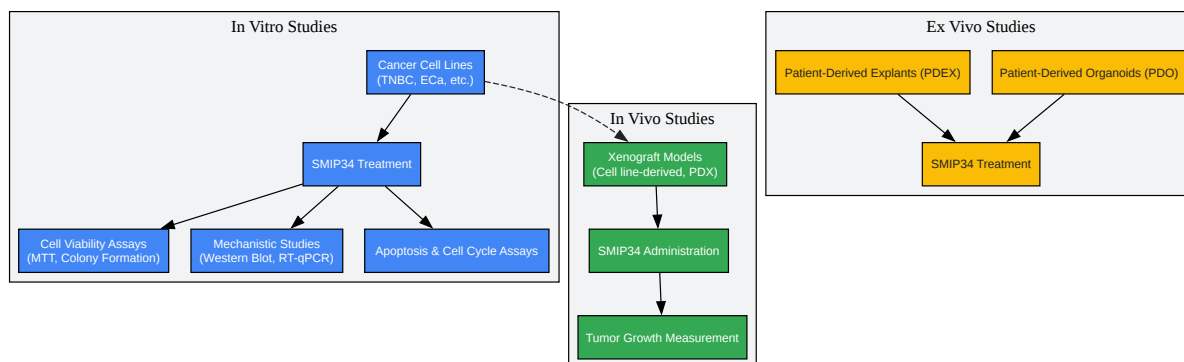 In Vitro Studies
Cancer Cell Lines
(TNBC, ECa, etc.)
SMIP34 Treatment
Cell Viability Assays
(MTT, Colony Formation)
Mechanistic Studies
(Western Blot, RT-qPCR)
Apoptosis & Cell Cycle Assays
In Vivo Studies
Xenograft Models
(Cell line-derived, PDX)
SMIP34 Administration
Tumor Growth Measurement
Ex Vivo Studies
Patient-Derived Explants (PDEX)
Patient-Derived Organoids (PDO)
SMIP34 Treatment